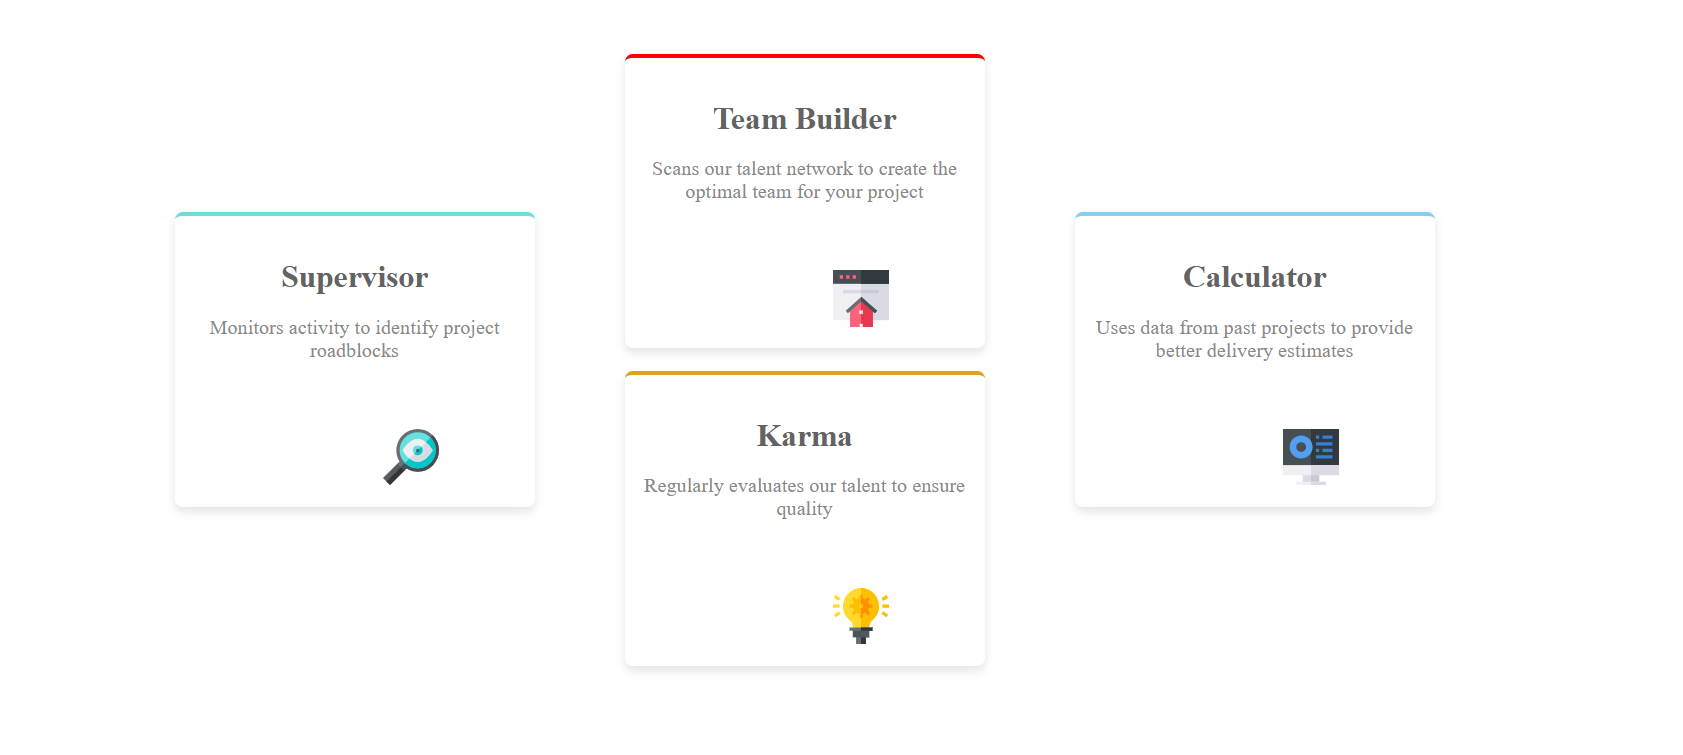 Team Builder
Scans our talent network to create the
optimal team for your project
Supervisor
Monitors activity to identify project
roadblocks
Calculator
Uses data from past projects to provide
better delivery estimates
Karma
Regularly evaluates our talent to ensure
quality